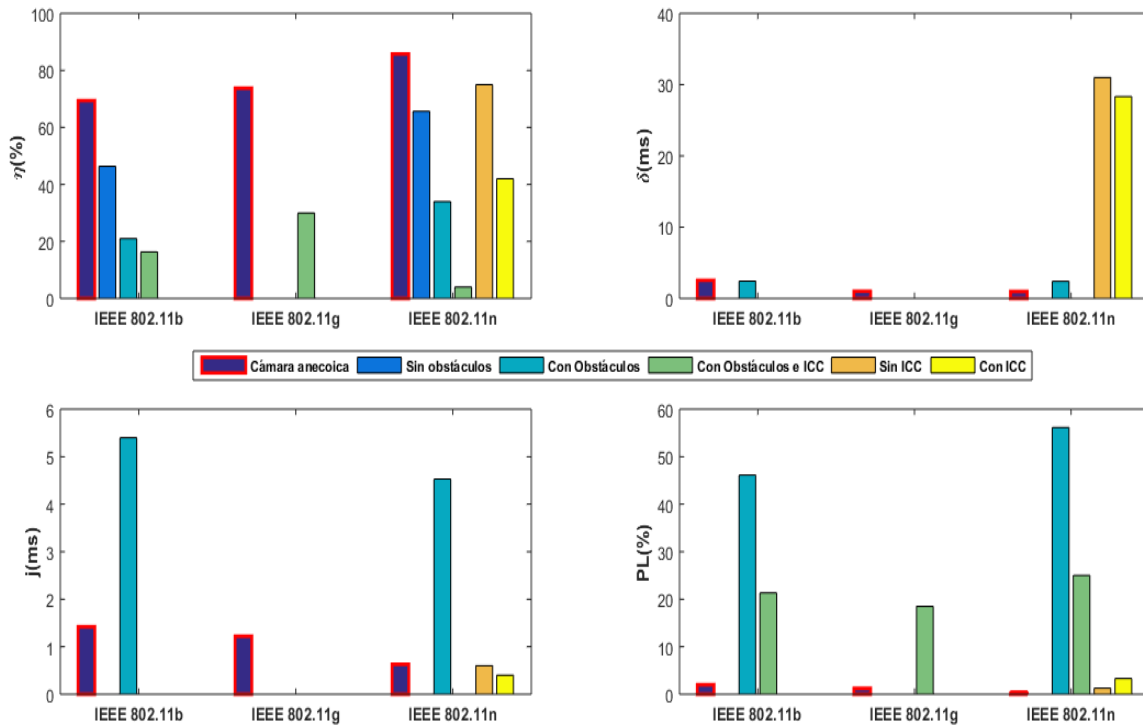 100
80
60
40
20
0
η(%)
IEEE 802.11b IEEE 802.11g IEEE 802.11n
40
30
20
10
0
δ(ms)
IEEE 802.11b IEEE 802.11g IEEE 802.11n
Cámara anecoica Sin obstáculos Con Obstáculos Con Obstáculos e ICC Sin ICC Con ICC
6
5
4
3
2
1
0
j(ms)
IEEE 802.11b IEEE 802.11g IEEE 802.11n
60
50
40
30
20
10
0
PL(%)
IEEE 802.11b IEEE 802.11g IEEE 802.11n